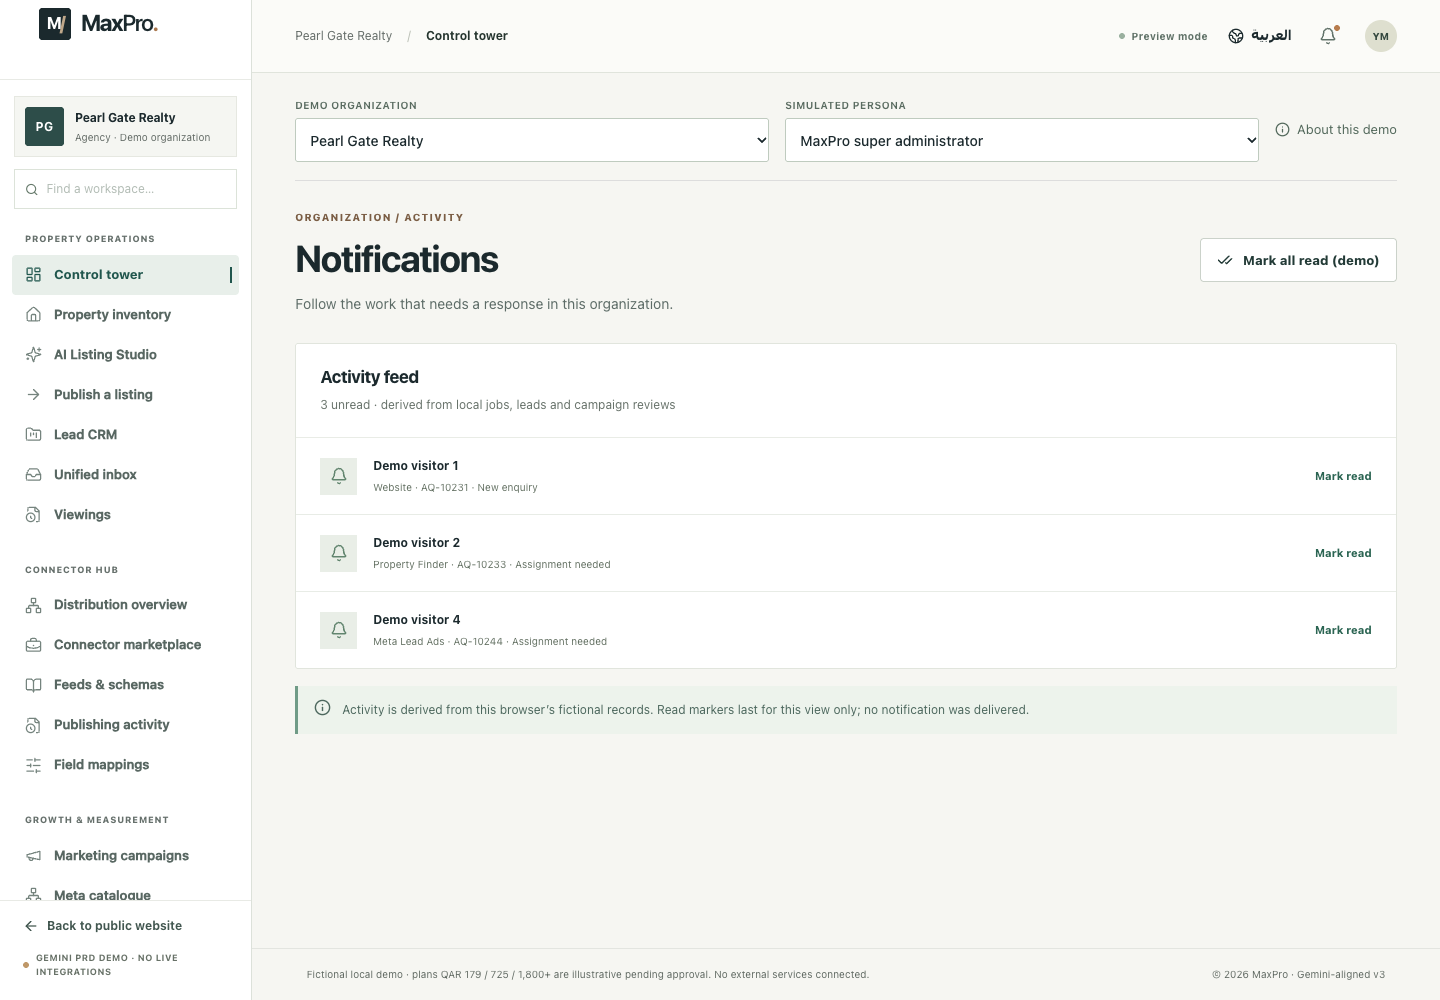 M/ MaxPro.
PG
Pearl Gate Realty
Agency · Demo organization
Find a workspace...
PROPERTY OPERATIONS
Control tower
Property inventory
AI Listing Studio
Publish a listing
Lead CRM
Unified inbox
Viewings
CONNECTOR HUB
Distribution overview
Connector marketplace
Feeds & schemas
Publishing activity
Field mappings
GROWTH & MEASUREMENT
Marketing campaigns
Meta catalogue
Back to public website
GEMINI PRD DEMO · NO LIVE
INTEGRATIONS
Pearl Gate Realty / Control tower
Preview mode
العربية
YM
DEMO ORGANIZATION
Pearl Gate Realty
SIMULATED PERSONA
MaxPro super administrator
About this demo
ORGANIZATION / ACTIVITY
Notifications
Mark all read (demo)
Follow the work that needs a response in this organization.
Activity feed
3 unread · derived from local jobs, leads and campaign reviews
Demo visitor 1
Website · AQ-10231 · New enquiry
Mark read
Demo visitor 2
Property Finder · AQ-10233 · Assignment needed
Mark read
Demo visitor 4
Meta Lead Ads · AQ-10244 · Assignment needed
Mark read
Activity is derived from this browser's fictional records. Read markers last for this view only; no notification was delivered.
Fictional local demo · plans QAR 179 / 725 / 1,800+ are illustrative pending approval. No external services connected.
© 2026 MaxPro · Gemini-aligned v3